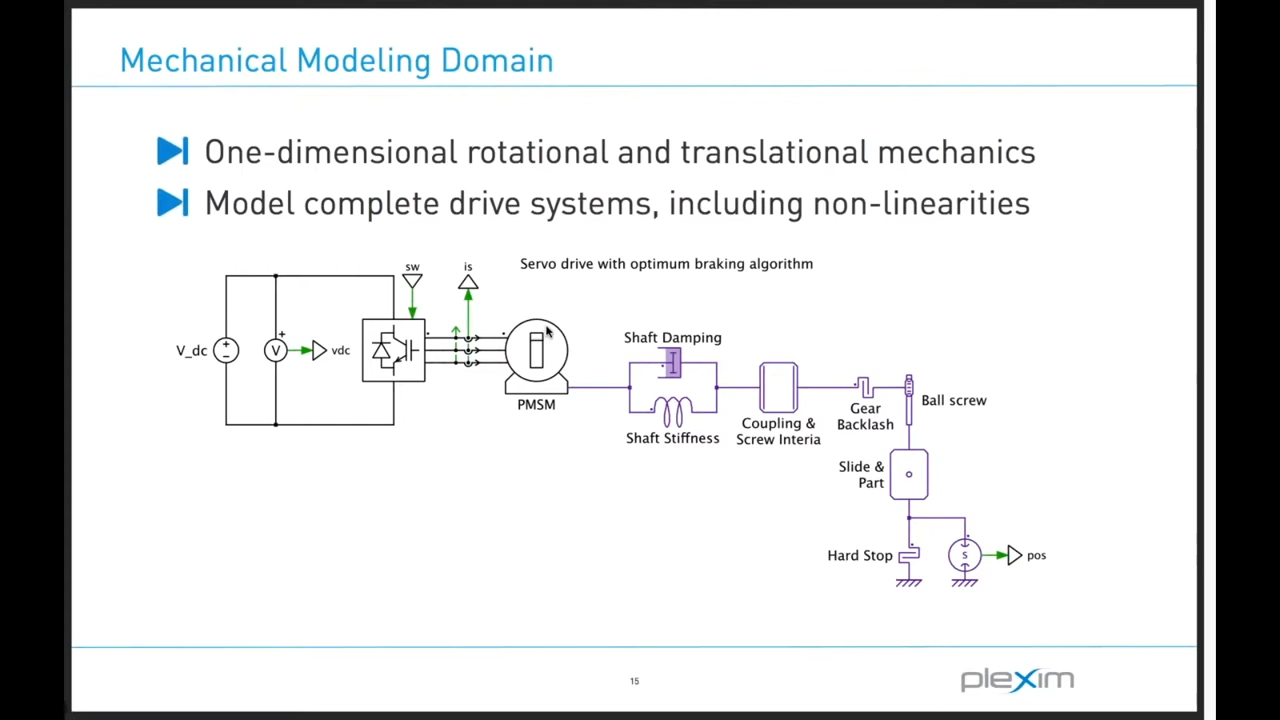 Mechanical Modeling Domain
One-dimensional rotational and translational mechanics
Model complete drive systems, including non-linearities
Servo drive with optimum braking algorithm
sw
is
V_dc
+
−
V
+
vdc
PMSM
Shaft Damping
Shaft Stiffness
Coupling &
Screw Interia
Gear
Backlash
Ball screw
Slide &
Part
Hard Stop
s
pos
15
plexim